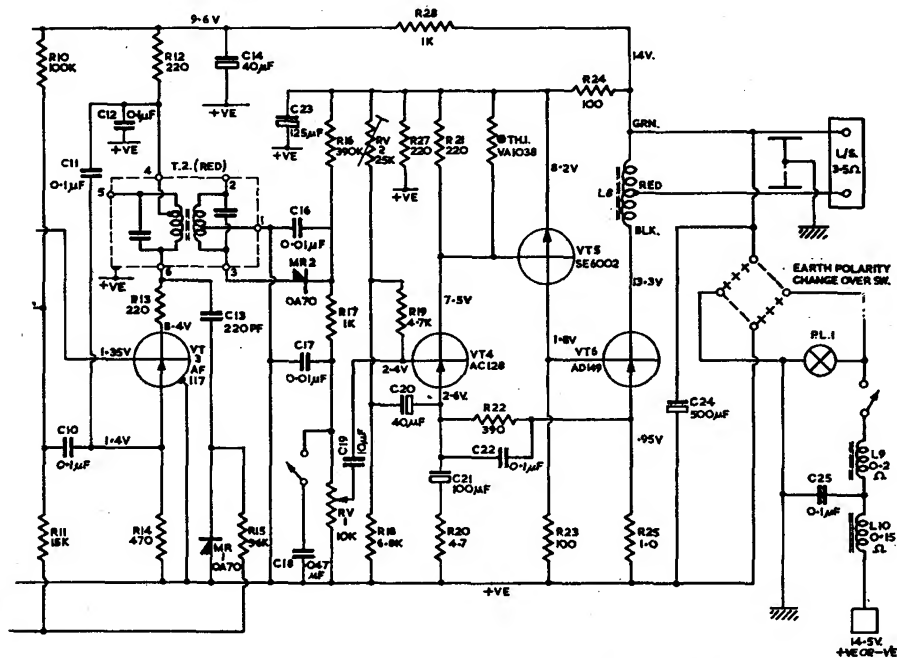 9·6 V
R28
1K
14V.
R10
100K
R12
220
C14
40μF
+VE
R24
100
C12
0·1μF
+VE
C23
125μF
+VE
R16
390K
RV
2
25K
R27
220
+VE
R21
220
TH.1.
VA1038
8·2V
GRN.
L/S.
3-5Ω
C11
0·1μF
4
T.2.(RED)
2
5
1
6
3
+VE
C16
0·01μF
L8
RED
BLK.
MR2
OA70
VT5
SE6002
EARTH POLARITY
CHANGE OVER SW.
R13
220
8·4V
C13
220PF
R17
1K
R19
4·7K
7·5V
13·3V
1·35V
VT
3
AF
117
C17
0·01μF
2·4V
VT4
AC128
1·8V
VT6
AD149
P.L.1
C20
40μF
2·6V.
R22
390
C24
500μF
C10
0·1μF
1·4V
C19
10μF
C22
0·1μF
·95V
L9
0·2
Ω
C21
100μF
C25
0·1μF
R11
15K
R14
470
MR
1
OA70
R15
56K
C18
·047
μF
RV
1
10K
R18
6·8K
R20
4·7
R23
100
R25
1·0
L10
0·15
Ω
+VE
14·5V.
+VE OR -VE